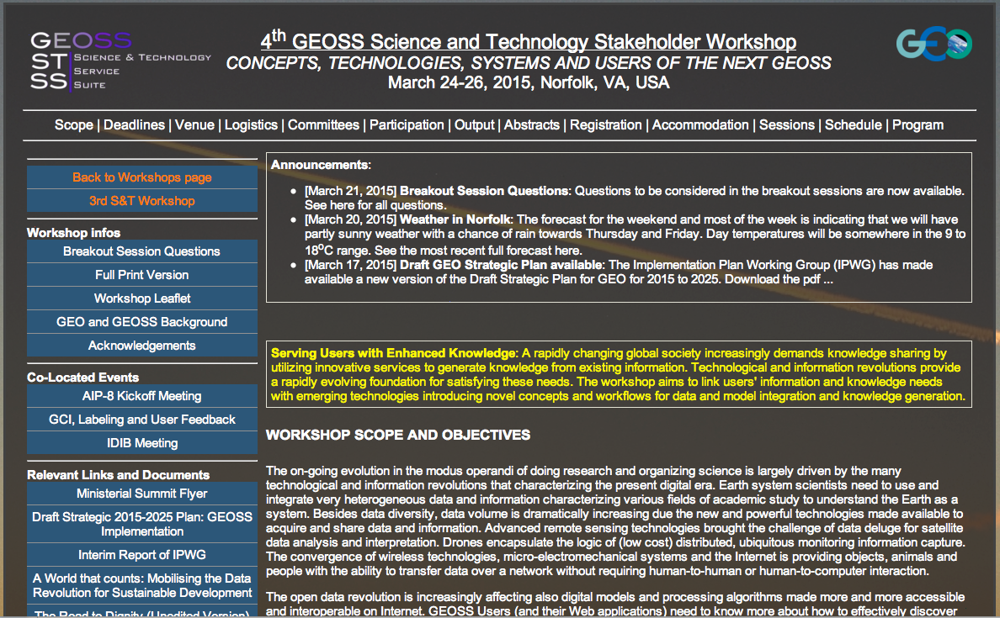 GEOSS
ST SCIENCE & TECHNOLOGY
SS SERVICE
SUITE
4th GEOSS Science and Technology Stakeholder Workshop
CONCEPTS, TECHNOLOGIES, SYSTEMS AND USERS OF THE NEXT GEOSS
March 24-26, 2015, Norfolk, VA, USA
GEO
Scope | Deadlines | Venue | Logistics | Committees | Participation | Output | Abstracts | Registration | Accommodation | Sessions | Schedule | Program
Back to Workshops page
3rd S&T Workshop
Workshop infos
Breakout Session Questions
Full Print Version
Workshop Leaflet
GEO and GEOSS Background
Acknowledgements
Co-Located Events
AIP-8 Kickoff Meeting
GCI, Labeling and User Feedback
IDIB Meeting
Relevant Links and Documents
Ministerial Summit Flyer
Draft Strategic 2015-2025 Plan: GEOSS
Implementation
Interim Report of IPWG
A World that counts: Mobilising the Data
Revolution for Sustainable Development
The Road to Dignity (Unedited Version)
Announcements:
• [March 21, 2015] Breakout Session Questions: Questions to be considered in the breakout sessions are now available.
See here for all questions.
• [March 20, 2015] Weather in Norfolk: The forecast for the weekend and most of the week is indicating that we will have
partly sunny weather with a chance of rain towards Thursday and Friday. Day temperatures will be somewhere in the 9 to
18oC range. See the most recent full forecast here.
• [March 17, 2015] Draft GEO Strategic Plan available: The Implementation Plan Working Group (IPWG) has made
available a new version of the Draft Strategic Plan for GEO for 2015 to 2025. Download the pdf ...
Serving Users with Enhanced Knowledge: A rapidly changing global society increasingly demands knowledge sharing by
utilizing innovative services to generate knowledge from existing information. Technological and information revolutions provide
a rapidly evolving foundation for satisfying these needs. The workshop aims to link users' information and knowledge needs
with emerging technologies introducing novel concepts and workflows for data and model integration and knowledge generation.
WORKSHOP SCOPE AND OBJECTIVES
The on-going evolution in the modus operandi of doing research and organizing science is largely driven by the many
technological and information revolutions that characterizing the present digital era. Earth system scientists need to use and
integrate very heterogeneous data and information characterizing various fields of academic study to understand the Earth as a
system. Besides data diversity, data volume is dramatically increasing due the new and powerful technologies made available to
acquire and share data and information. Advanced remote sensing technologies brought the challenge of data deluge for satellite
data analysis and interpretation. Drones encapsulate the logic of (low cost) distributed, ubiquitous monitoring information capture.
The convergence of wireless technologies, micro-electromechanical systems and the Internet is providing objects, animals and
people with the ability to transfer data over a network without requiring human-to-human or human-to-computer interaction.
The open data revolution is increasingly affecting also digital models and processing algorithms made more and more accessible
and interoperable on Internet. GEOSS Users (and their Web applications) need to know more about how to effectively discover